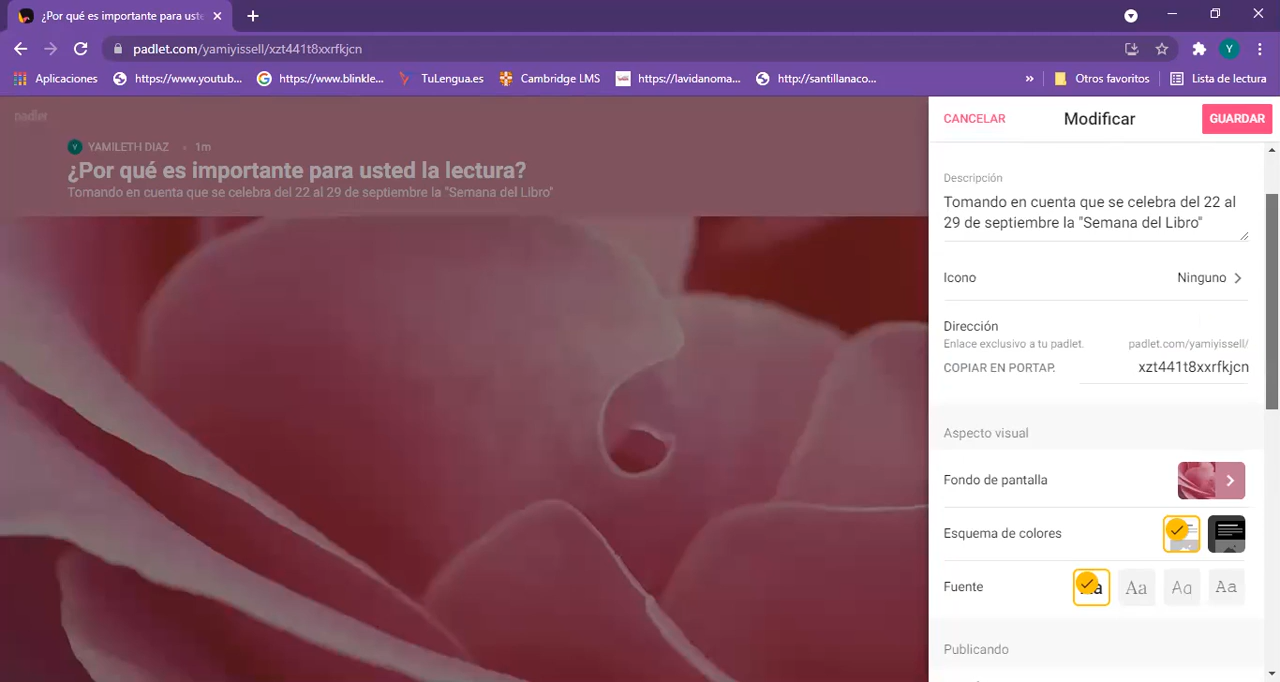 ¿Por qué es importante para uste
padlet.com/yamiyissell/xzt441t8xxrfkjcn
Y
Aplicaciones
https://www.youtub...
https://www.blinkle...
TuLengua.es
Cambridge LMS
https://lavidanoma...
http://santillanaco...
»
Otros favoritos
Lista de lectura
padlet
Y YAMILETH DIAZ • 1m
¿Por qué es importante para usted la lectura?
Tomando en cuenta que se celebra del 22 al 29 de septiembre la "Semana del Libro"
CANCELAR
Modificar
GUARDAR
Descripción
Tomando en cuenta que se celebra del 22 al
29 de septiembre la "Semana del Libro"
Icono
Ninguno
Dirección
Enlace exclusivo a tu padlet.
padlet.com/yamiyissell/
COPIAR EN PORTAP.
xzt441t8xxrfkjcn
Aspecto visual
Fondo de pantalla
Esquema de colores
Fuente
Aa Aa Aa
Publicando